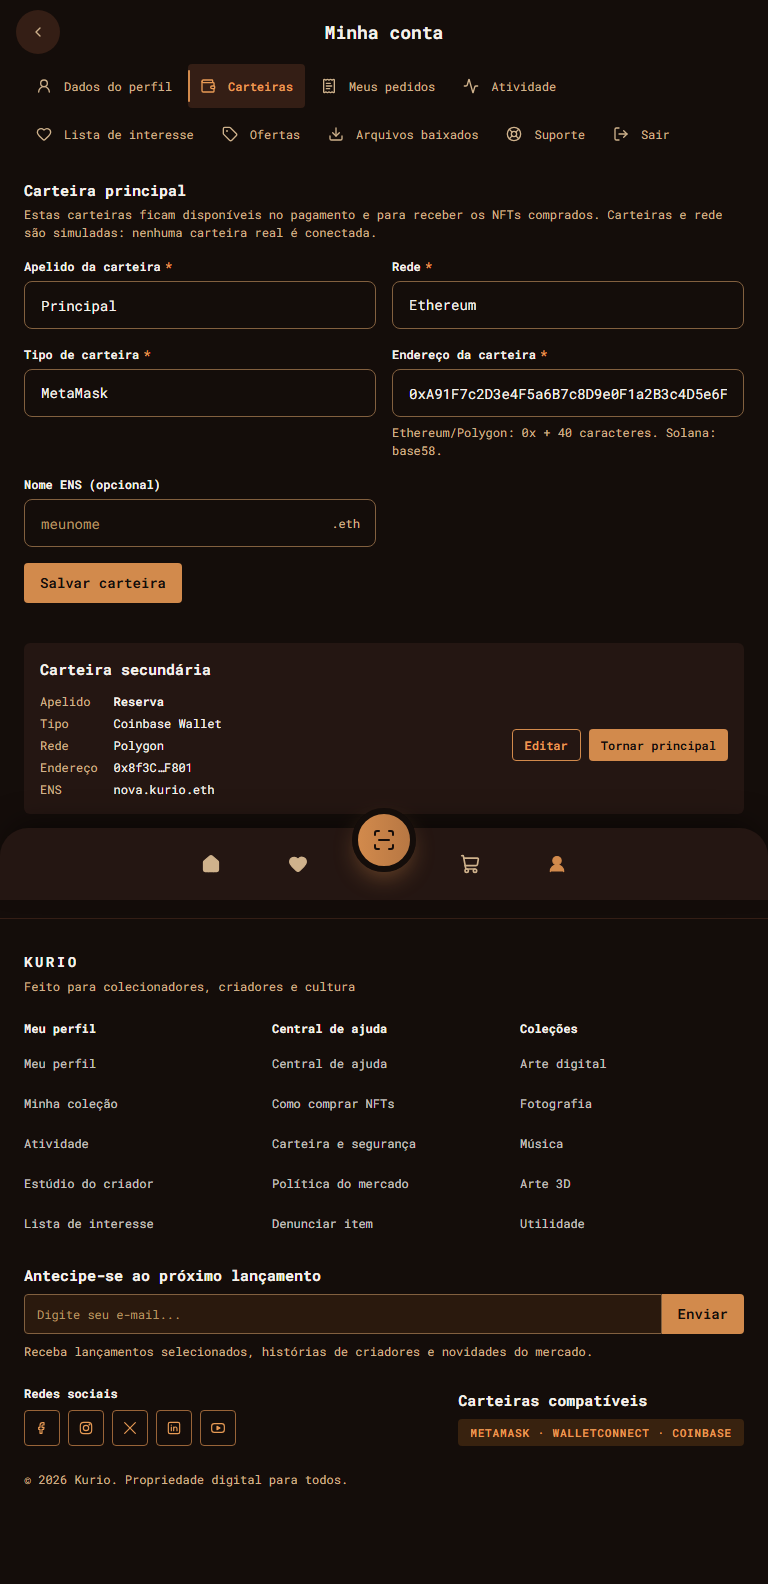 Minha conta
Dados do perfil
Carteiras
Meus pedidos
Atividade
Lista de interesse
Ofertas
Arquivos baixados
Suporte
Sair
Carteira principal
Estas carteiras ficam disponíveis no pagamento e para receber os NFTs comprados. Carteiras e rede
são simuladas: nenhuma carteira real é conectada.
Apelido da carteira *
Rede *
Principal
Ethereum
Tipo de carteira *
Endereço da carteira *
MetaMask
0xA91F7c2D3e4F5a6B7c8D9e0F1a2B3c4D5e6F
Ethereum/Polygon: 0x + 40 caracteres. Solana:
base58.
Nome ENS (opcional)
meunome
.eth
Salvar carteira
Carteira secundária
Apelido Reserva
Tipo Coinbase Wallet
Rede Polygon
Endereço 0x8f3C…F801
ENS nova.kurio.eth
Editar
Tornar principal
KURIO
Feito para colecionadores, criadores e cultura
Meu perfil
Meu perfil
Minha coleção
Atividade
Estúdio do criador
Lista de interesse
Central de ajuda
Central de ajuda
Como comprar NFTs
Carteira e segurança
Política do mercado
Denunciar item
Coleções
Arte digital
Fotografia
Música
Arte 3D
Utilidade
Antecipe-se ao próximo lançamento
Digite seu e-mail...
Enviar
Receba lançamentos selecionados, histórias de criadores e novidades do mercado.
Redes sociais
Carteiras compatíveis
METAMASK · WALLETCONNECT · COINBASE
© 2026 Kurio. Propriedade digital para todos.